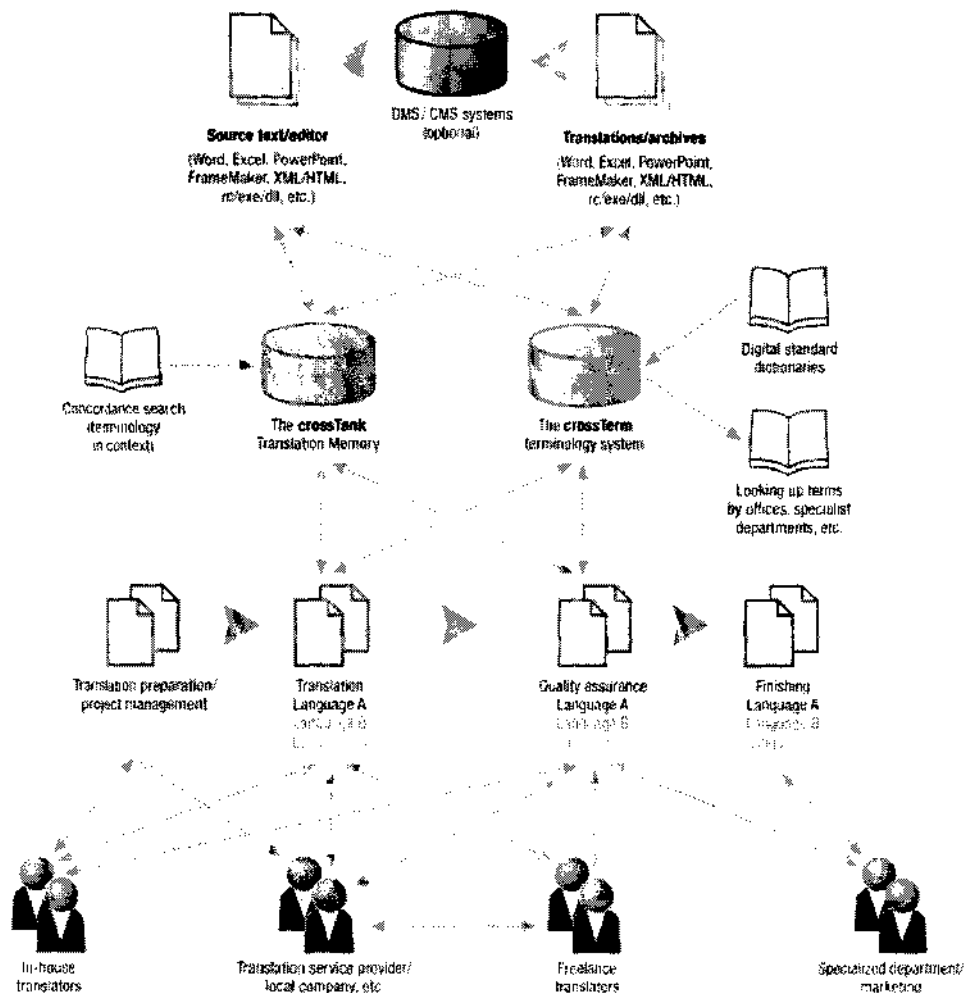 DMS / CMS systems
(optional)
Source text/editor
(Word, Excel, PowerPoint,
FrameMaker, XML/HTML,
rc/exe/dll, etc.)
Translations/archives
(Word, Excel, PowerPoint,
FrameMaker, XML/HTML,
rc/exe/dll, etc.)
Concordance search
(terminology
in context)
The crossTank
Translation Memory
The crossTerm
terminology system
Digital standard
dictionaries
Looking up terms
by offices, specialist
departments, etc.
Translation preparation/
project management
Translation
Language A
Language B
Quality assurance
Language A
Language B
Finishing
Language A
Language B
In-house
translators
Translation service provider/
local company, etc
Freelance
translators
Specialized department/
marketing